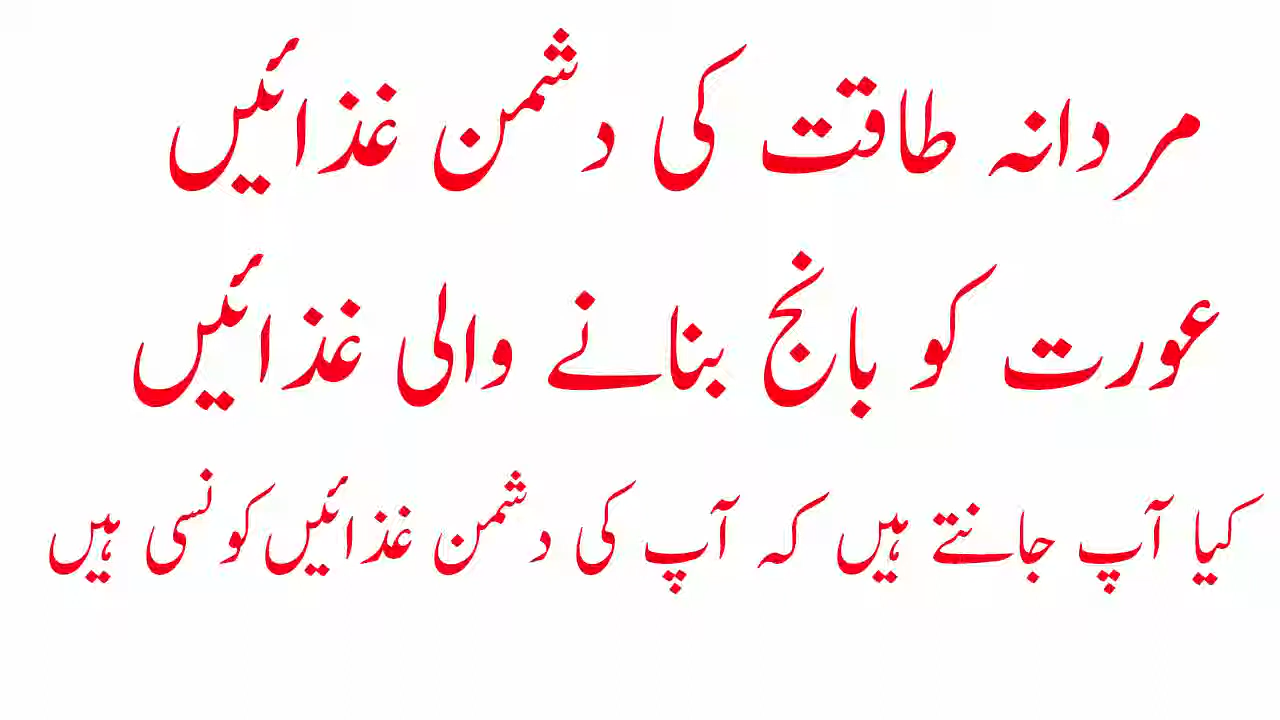 مردانہ طاقت کی دشمن غذائیں
عورت کو بانج بنانے والی غذائیں
کیا آپ جانتے ہیں کہ آپ کی دشمن غذائیں کونسی ہیں